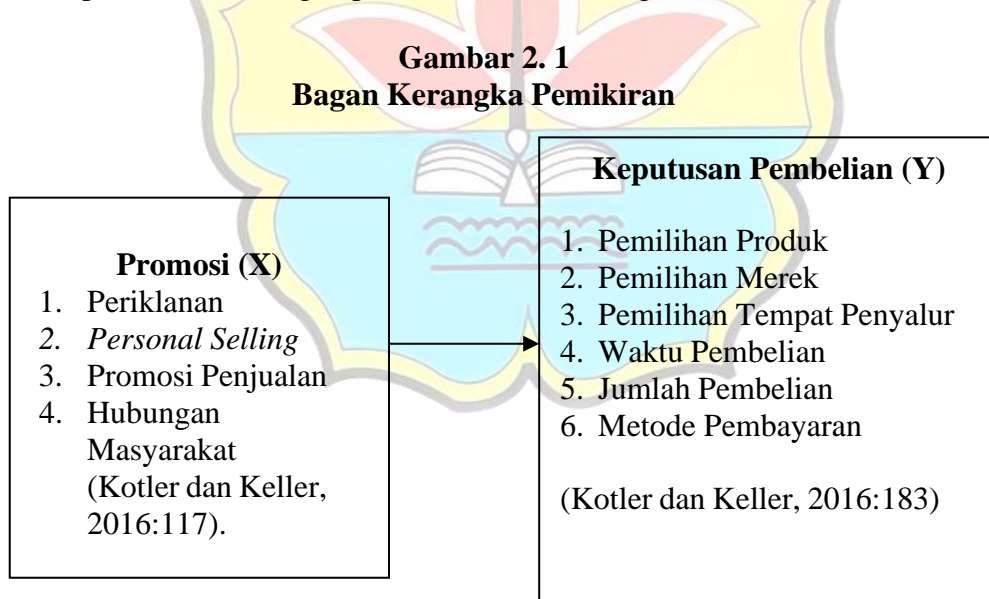 Gambar 2. 1
Bagan Kerangka Pemikiran
Promosi (X)
1. Periklanan
2. Personal Selling
3. Promosi Penjualan
4. Hubungan
Masyarakat
(Kotler dan Keller,
2016:117).
Keputusan Pembelian (Y)
1. Pemilihan Produk
2. Pemilihan Merek
3. Pemilihan Tempat Penyalur
4. Waktu Pembelian
5. Jumlah Pembelian
6. Metode Pembayaran
(Kotler dan Keller, 2016:183)